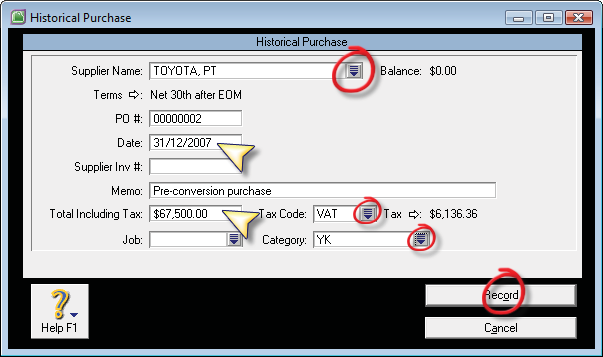 Historical Purchase
Historical Purchase
Supplier Name: TOYOTA, PT Balance: $0.00
Terms ⇨: Net 30th after EOM
PO #: 00000002
Date: 31/12/2007
Supplier Inv #:
Memo: Pre-conversion purchase
Total Including Tax: $67,500.00 Tax Code: VAT Tax ⇨: $6,136.36
Job: Category: YK
Record
? Help F1
Cancel